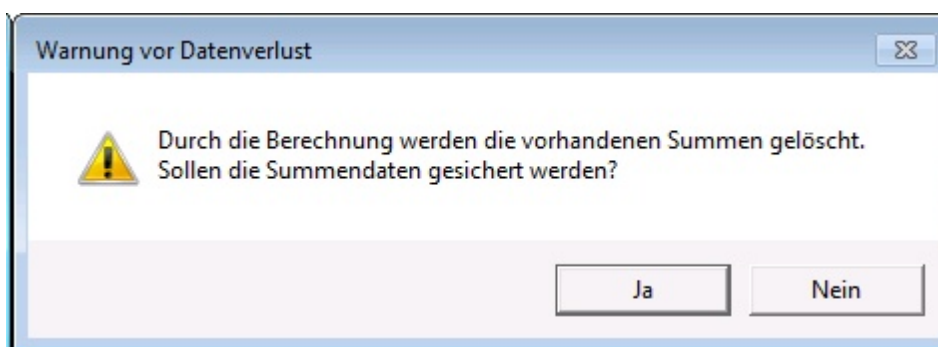 Warnung vor Datenverlust
Durch die Berechnung werden die vorhandenen Summen gelöscht.
Sollen die Summendaten gesichert werden?
Ja
Nein